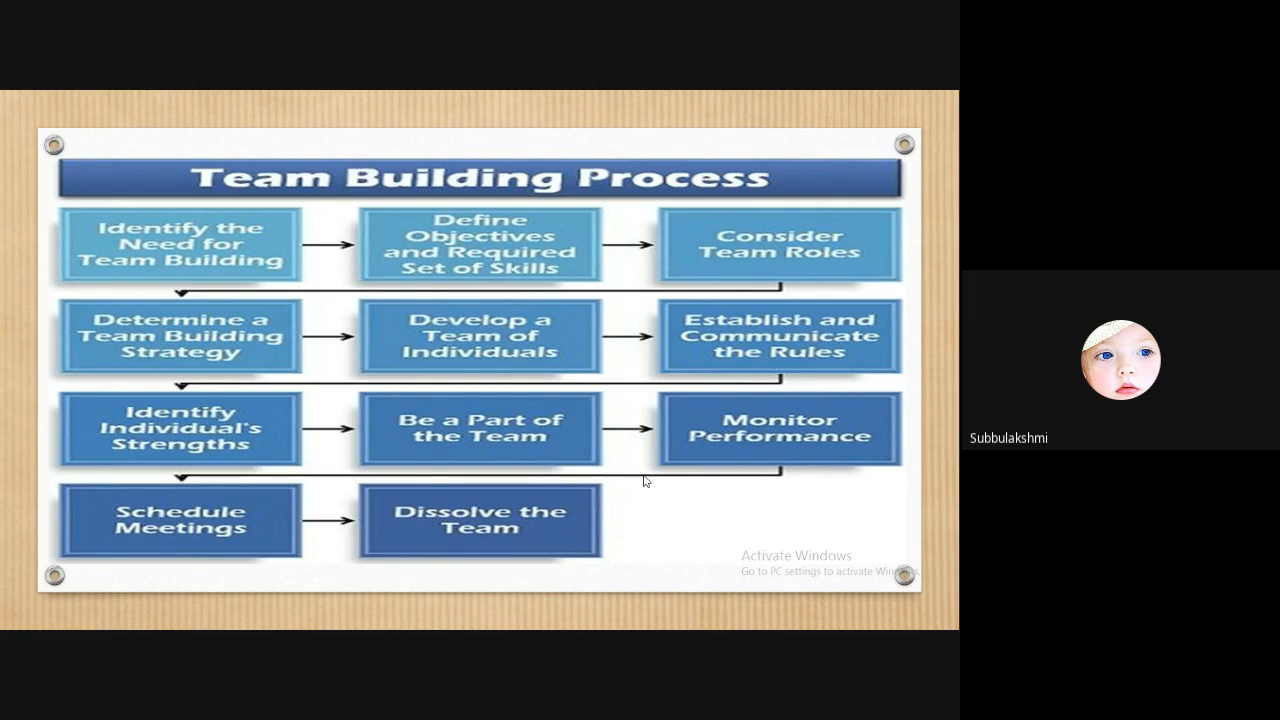 Team Building Process
Identify the
Need for
Team Building
Define
Objectives
and Required
Set of Skills
Consider
Team Roles
Determine a
Team Building
Strategy
Develop a
Team of
Individuals
Establish and
Communicate
the Rules
Identify
Individual's
Strengths
Be a Part of
the Team
Monitor
Performance
Schedule
Meetings
Dissolve the
Team
Activate Windows
Go to PC settings to activate Windows.
Subbulakshmi